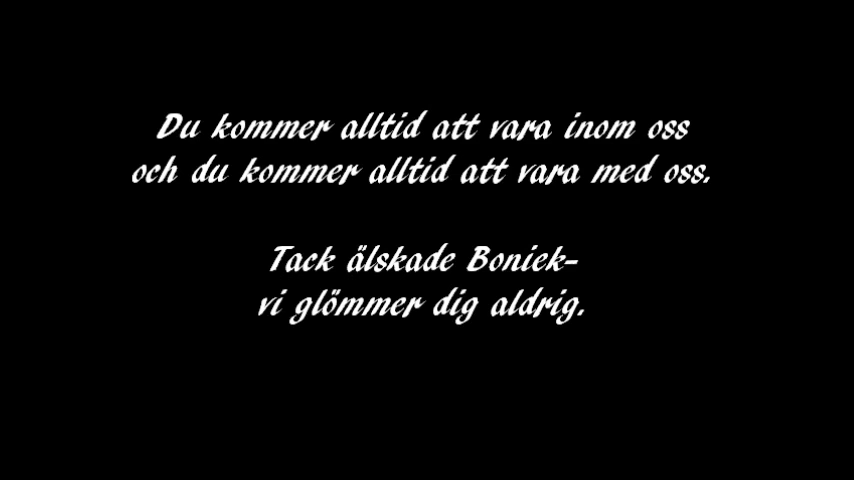 Du kommer alltid att vara inom oss
och du kommer alltid att vara med oss.
Tack älskade Boniek-
vi glömmer dig aldrig.